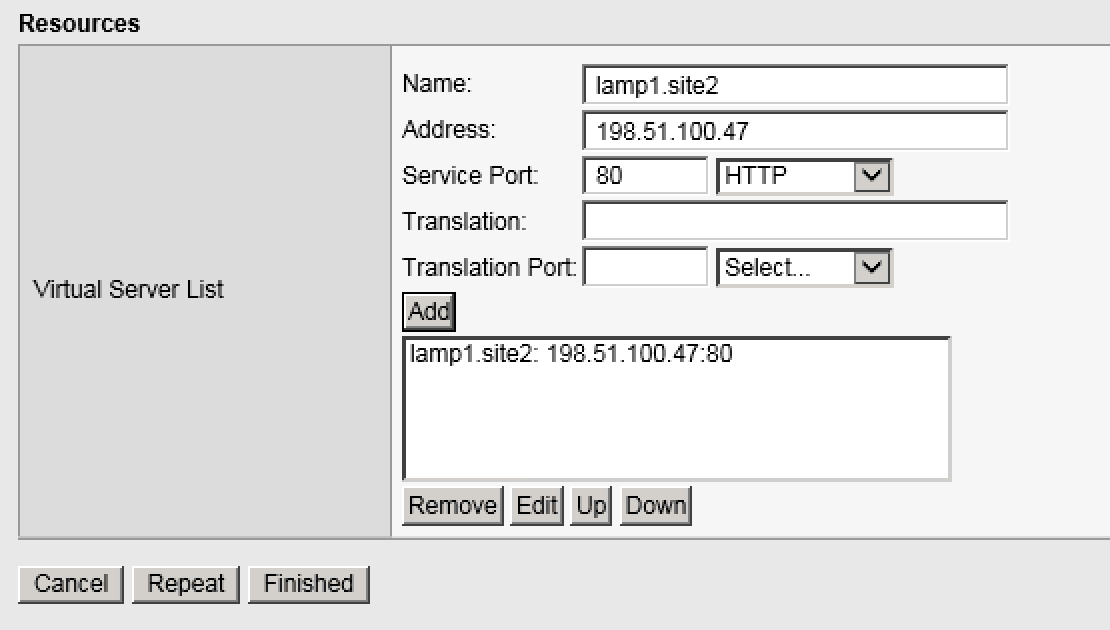 Resources
Name: lamp1.site2
Address: 198.51.100.47
Service Port: 80 HTTP
Translation:
Translation Port: Select...
Virtual Server List
Add
lamp1.site2: 198.51.100.47:80
Remove Edit Up Down
Cancel Repeat Finished